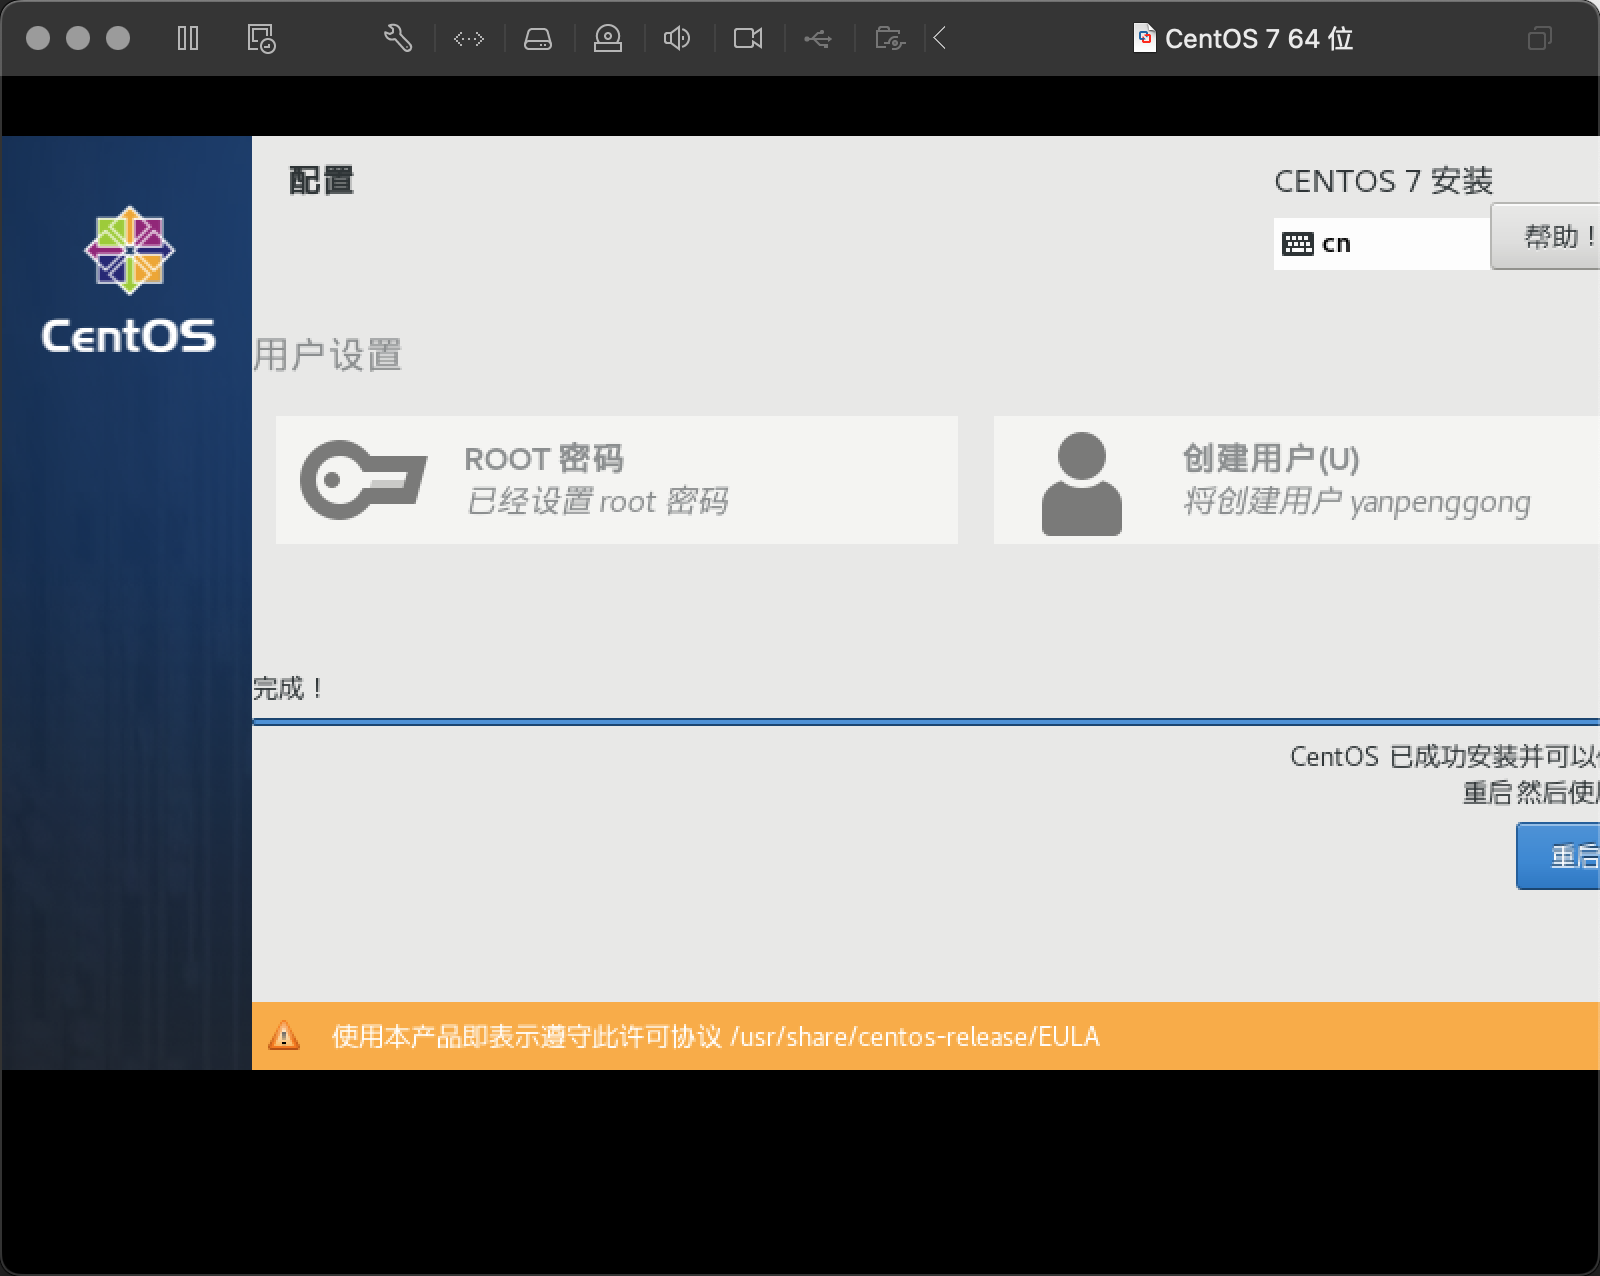 CentOS 7 64 位
配置
CENTOS 7 安装
cn
帮助！
CentOS
用户设置
ROOT 密码
已经设置 root 密码
创建用户(U)
将创建用户 yanpenggong
完成！
CentOS 已成功安装并可以
重启然后使
重启
使用本产品即表示遵守此许可协议 /usr/share/centos-release/EULA